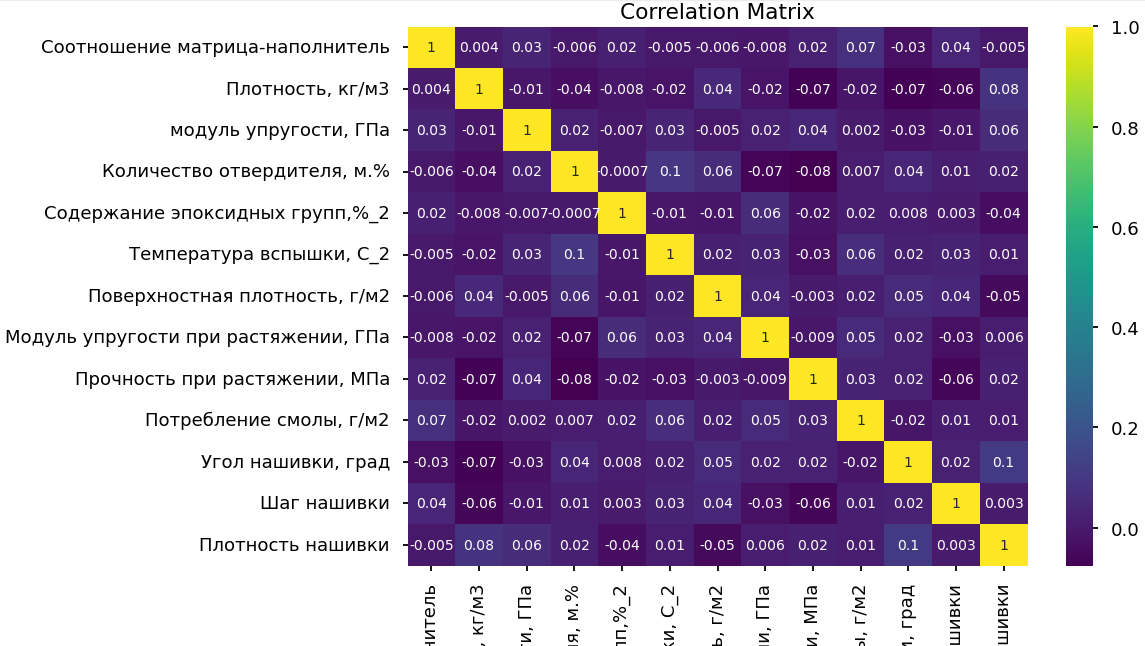 Correlation Matrix
Соотношение матрица-наполнитель 1 0.004 0.03 -0.006 0.02 -0.005 -0.006 -0.008 0.02 0.07 -0.03 0.04 -0.005
Плотность, кг/м3 0.004 1 -0.01 -0.04 -0.008 -0.02 0.04 -0.02 -0.07 -0.02 -0.07 -0.06 0.08
модуль упругости, ГПа 0.03 -0.01 1 0.02 -0.007 0.03 -0.005 0.02 0.04 0.002 -0.03 -0.01 0.06
Количество отвердителя, м.% -0.006 -0.04 0.02 1 -0.0007 0.1 0.06 -0.07 -0.08 0.007 0.04 0.01 0.02
Содержание эпоксидных групп,%_2 0.02 -0.008 -0.007 -0.0007 1 -0.01 -0.01 0.06 -0.02 0.02 0.008 0.003 -0.04
Температура вспышки, С_2 -0.005 -0.02 0.03 0.1 -0.01 1 0.02 0.03 -0.03 0.06 0.02 0.03 0.01
Поверхностная плотность, г/м2 -0.006 0.04 -0.005 0.06 -0.01 0.02 1 0.04 -0.003 0.02 0.05 0.04 -0.05
Модуль упругости при растяжении, ГПа -0.008 -0.02 0.02 -0.07 0.06 0.03 0.04 1 -0.009 0.05 0.02 -0.03 0.006
Прочность при растяжении, МПа 0.02 -0.07 0.04 -0.08 -0.02 -0.03 -0.003 -0.009 1 0.03 0.02 -0.06 0.02
Потребление смолы, г/м2 0.07 -0.02 0.002 0.007 0.02 0.06 0.02 0.05 0.03 1 -0.02 0.01 0.01
Угол нашивки, град -0.03 -0.07 -0.03 0.04 0.008 0.02 0.05 0.02 0.02 -0.02 1 0.02 0.1
Шаг нашивки 0.04 -0.06 -0.01 0.01 0.003 0.03 0.04 -0.03 -0.06 0.01 0.02 1 0.003
Плотность нашивки -0.005 0.08 0.06 0.02 -0.04 0.01 -0.05 0.006 0.02 0.01 0.1 0.003 1
1.0
0.8
0.6
0.4
0.2
0.0
нитель
, кг/м3
ти, ГПа
ля, м.%
пп,%_2
ки, С_2
ь, г/м2
ии, ГПа
и, МПа
ы, г/м2
и, град
шивки
шивки